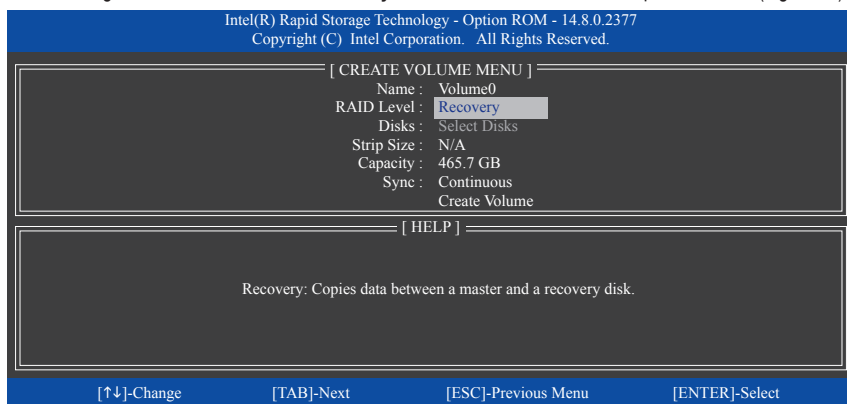 Intel(R) Rapid Storage Technology - Option ROM - 14.8.0.2377
Copyright (C) Intel Corporation. All Rights Reserved.
[ CREATE VOLUME MENU ]
Name : Volume0
RAID Level : Recovery
Disks : Select Disks
Strip Size : N/A
Capacity : 465.7 GB
Sync : Continuous
Create Volume
[ HELP ]
Recovery: Copies data between a master and a recovery disk.
[↑↓]-Change [TAB]-Next [ESC]-Previous Menu [ENTER]-Select